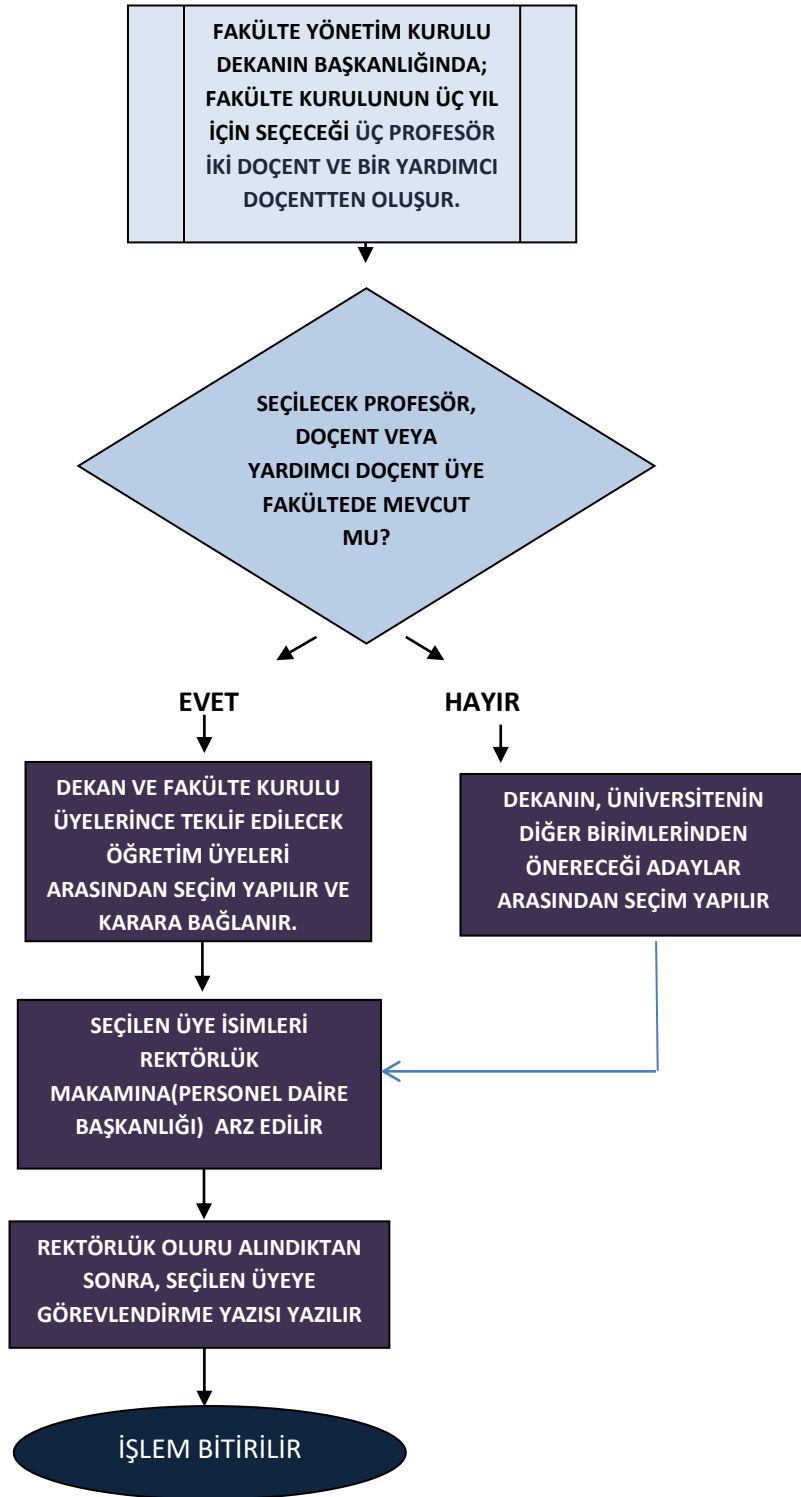 FAKÜLTE YÖNETİM KURULU
DEKANIN BAŞKANLIĞINDA;
FAKÜLTE KURULUNUN ÜÇ YIL
İÇİN SEÇECEĞİ ÜÇ PROFESÖR
İKİ DOÇENT VE BİR YARDIMCI
DOÇENTTEN OLUŞUR.
SEÇİLECEK PROFESÖR,
DOÇENT VEYA
YARDIMCI DOÇENT ÜYE
FAKÜLTEDE MEVCUT
MU?
EVET
HAYIR
DEKAN VE FAKÜLTE KURULU
ÜYELERİNCE TEKLİF EDİLECEK
ÖĞRETİM ÜYELERİ
ARASINDAN SEÇİM YAPILIR VE
KARARA BAĞLANIR.
DEKANIN, ÜNİVERSİTENİN
DİĞER BİRİMLERİNDEN
ÖNERECEĞİ ADAYLAR
ARASINDAN SEÇİM YAPILIR
SEÇİLEN ÜYE İSİMLERİ
REKTÖRLÜK
MAKAMINA(PERSONEL DAİRE
BAŞKANLIĞI) ARZ EDİLİR
REKTÖRLÜK OLURU ALINDIKTAN
SONRA, SEÇİLEN ÜYEYE
GÖREVLENDİRME YAZISI YAZILIR
İŞLEM BİTİRİLİR